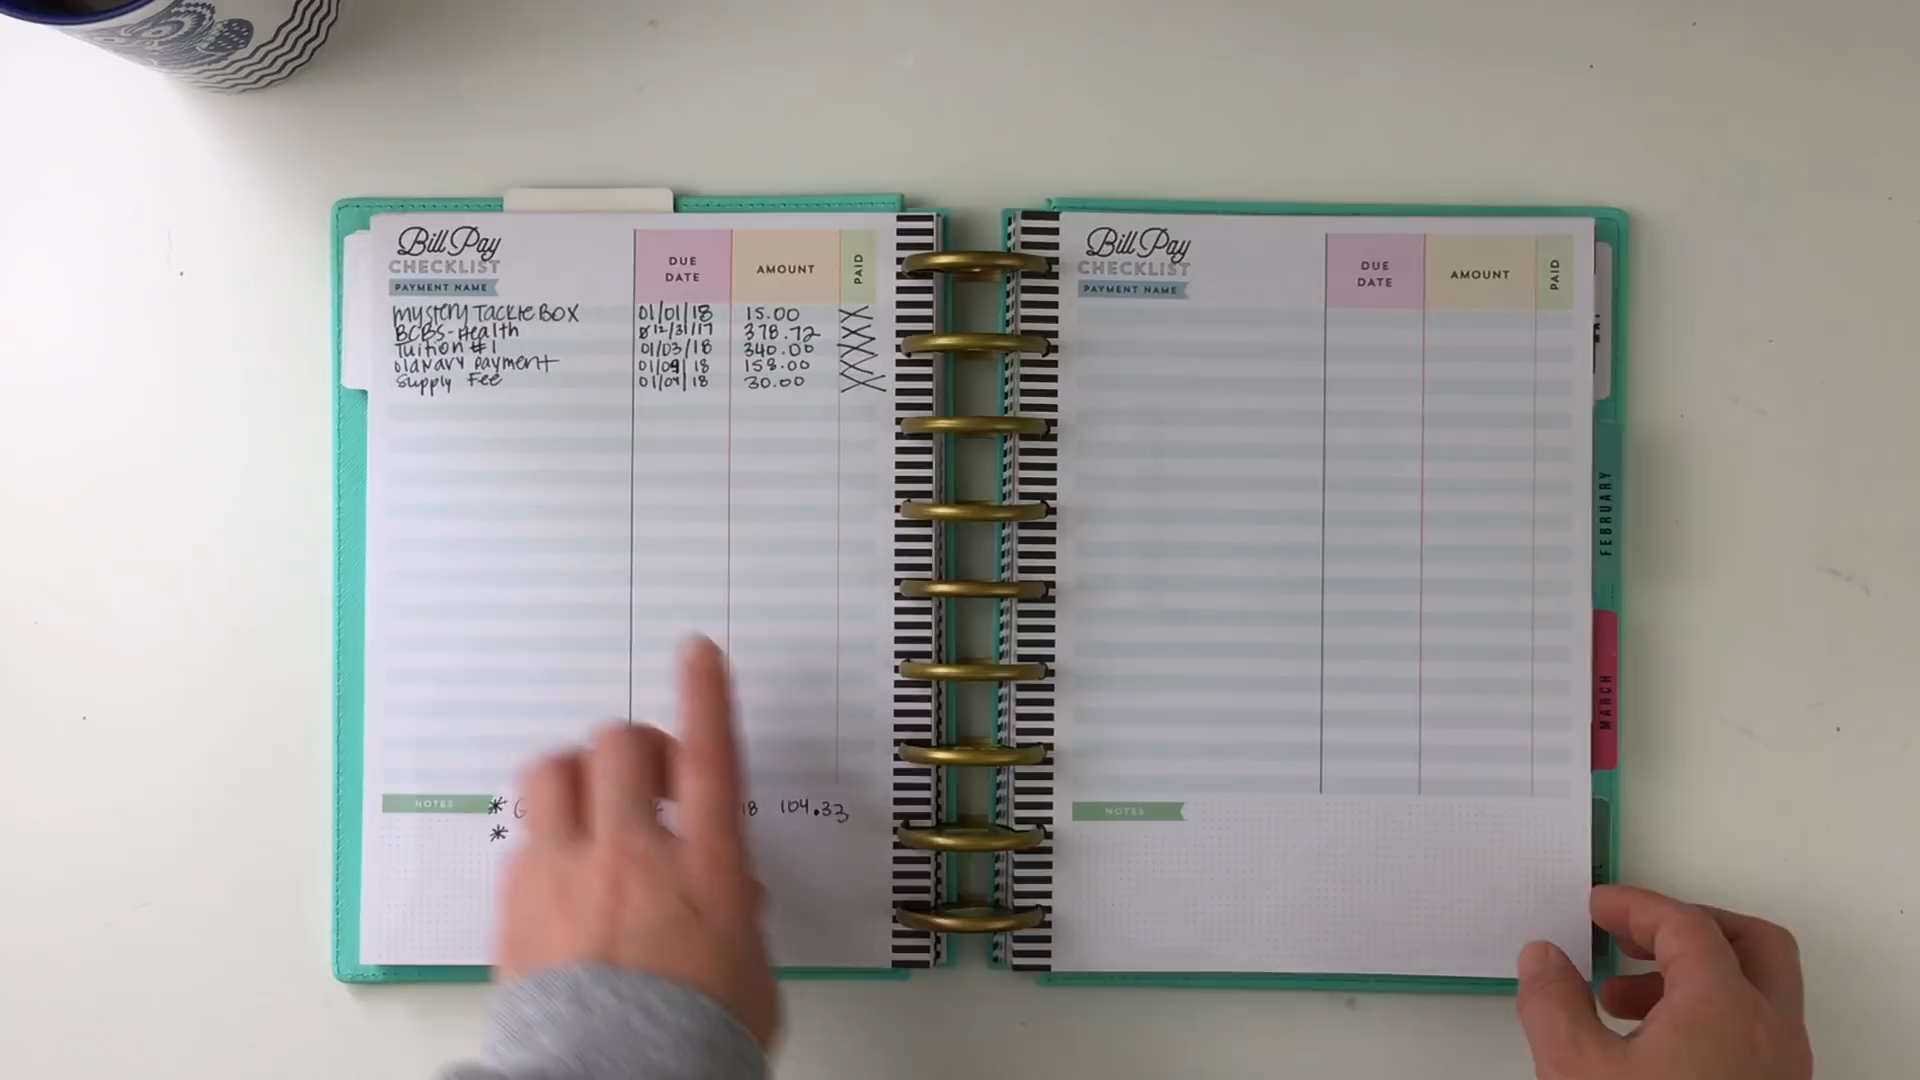 Bill Pay
CHECKLIST
PAYMENT NAME
DUE DATE
AMOUNT
PAID
Mystery Tackle Box 01/01/18 15.00
BCBS-Health 12/31/17 378.72
Tuition #1 01/03/18 340.00
Old Navy Payment 01/09/18 158.00
Supply Fee 01/09/18 30.00
NOTES * 18 104.33
*
Bill Pay
CHECKLIST
PAYMENT NAME
DUE DATE
AMOUNT
PAID
NOTES
FEBRUARY
MARCH